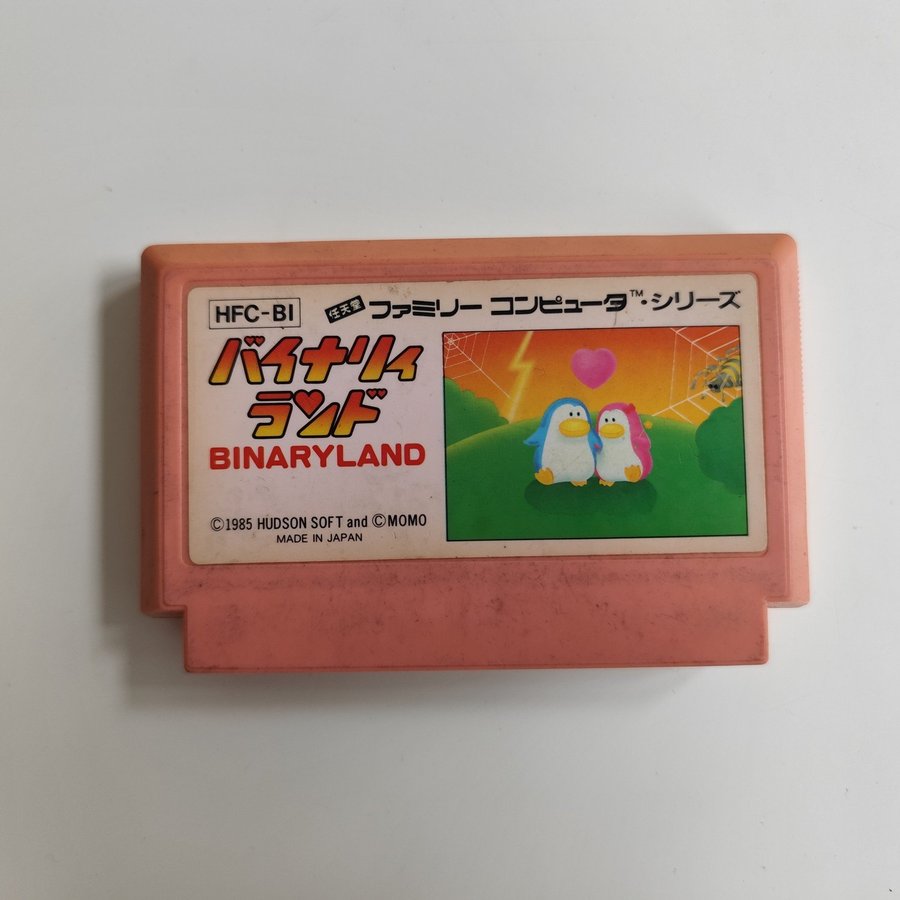 HFC-BI
任天堂 ファミリー コンピュータ™・シリーズ
バイナリィ
ランド
BINARYLAND
©1985 HUDSON SOFT and ©MOMO
MADE IN JAPAN